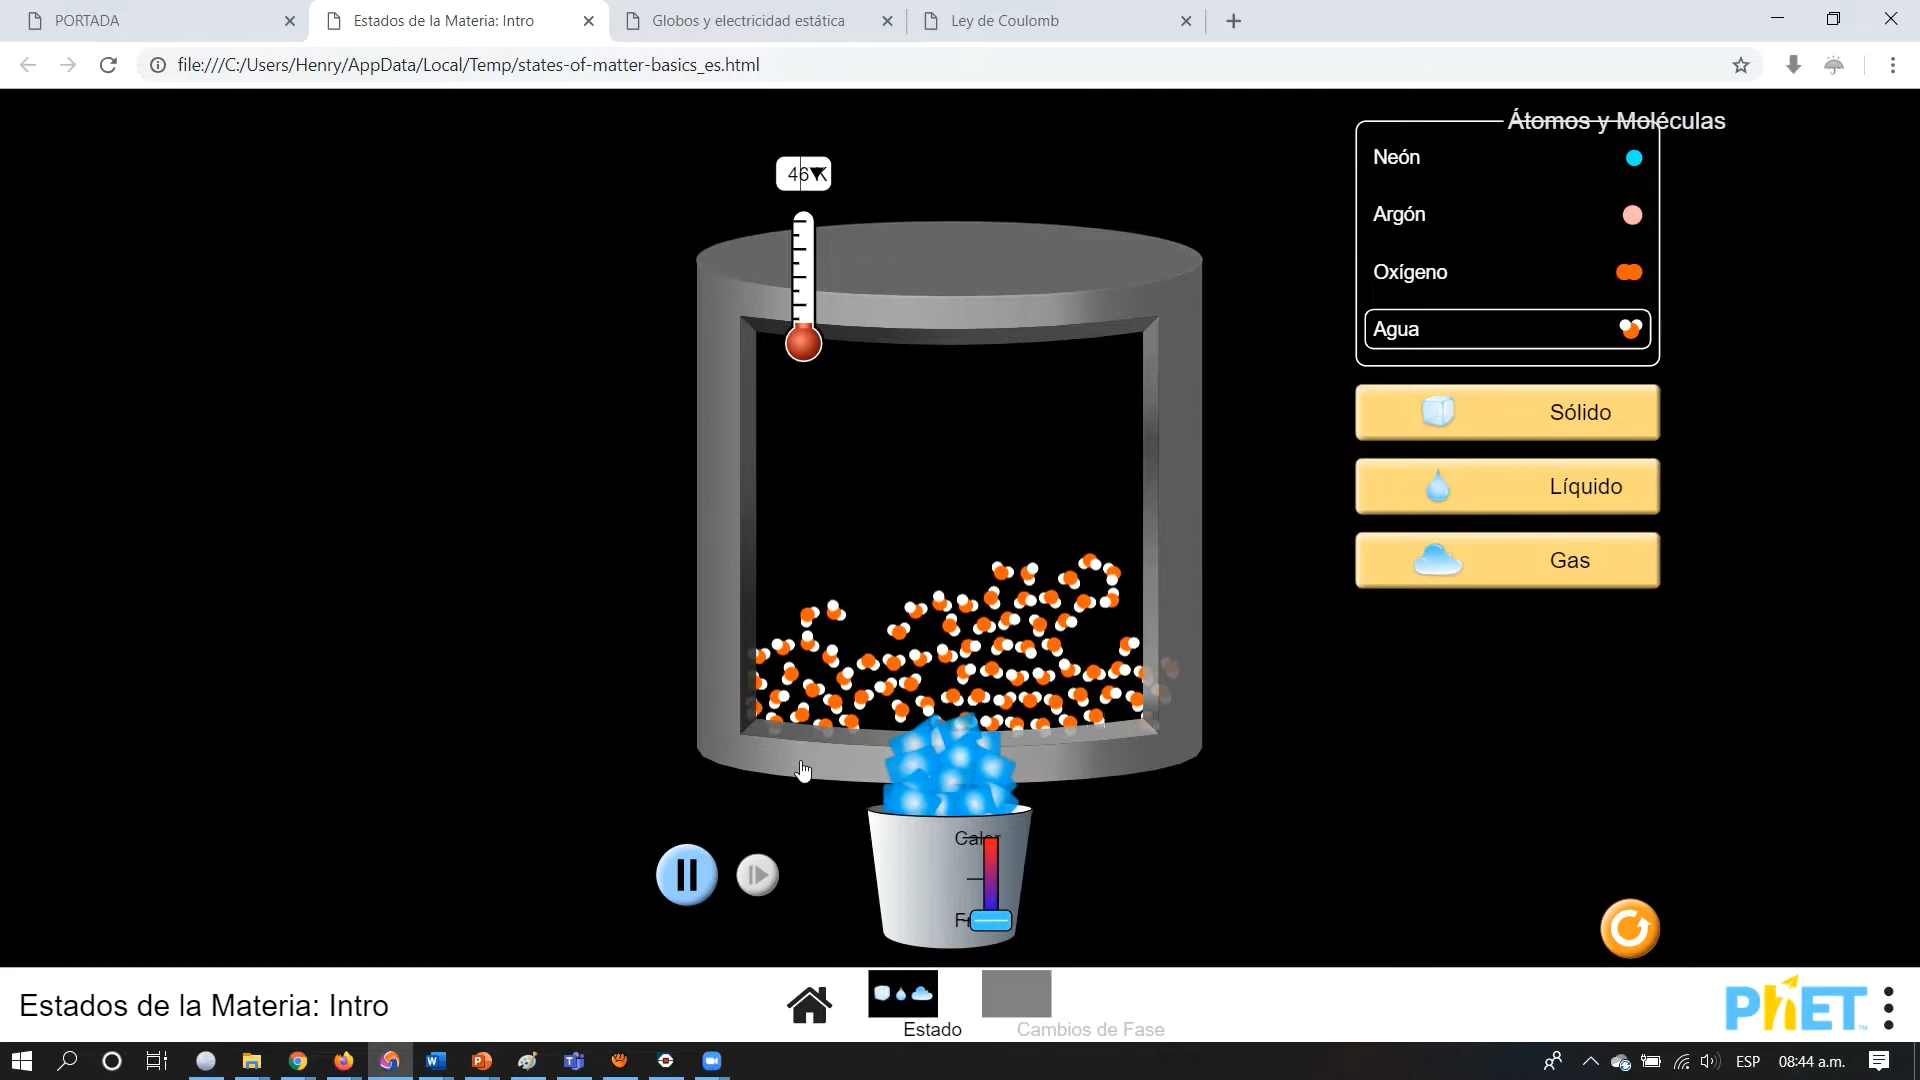 PORTADA
Estados de la Materia: Intro
Globos y electricidad estática
Ley de Coulomb
file:///C:/Users/Henry/AppData/Local/Temp/states-of-matter-basics_es.html
46 K
Átomos y Moléculas
Neón
Argón
Oxígeno
Agua
Sólido
Líquido
Gas
Calor
Estados de la Materia: Intro
Estado
Cambios de Fase
PhET
ESP
08:44 a.m.